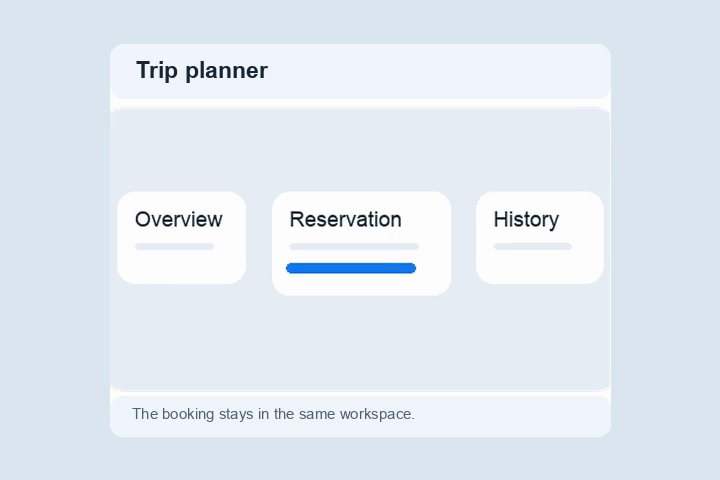 Trip planner
Overview
Reservation
History
The booking stays in the same workspace.